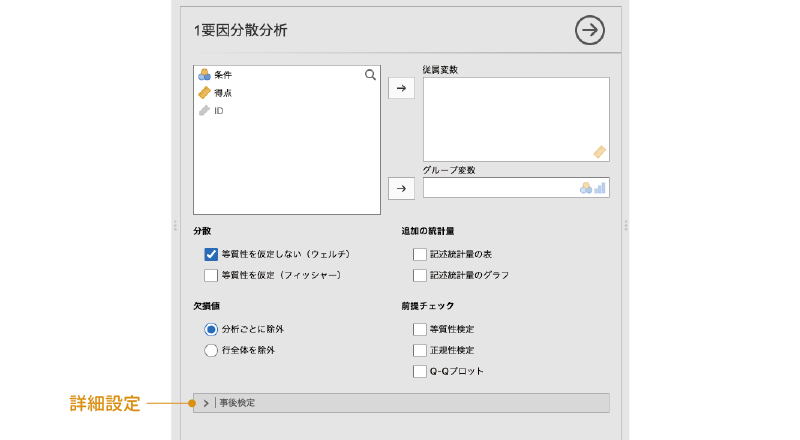 1要因分散分析
条件
得点
ID
従属変数
グループ変数
分散
等質性を仮定しない（ウェルチ）
等質性を仮定（フィッシャー）
追加の統計量
記述統計量の表
記述統計量のグラフ
欠損値
分析ごとに除外
行全体を除外
前提チェック
等質性検定
正規性検定
Q-Qプロット
詳細設定
事後検定